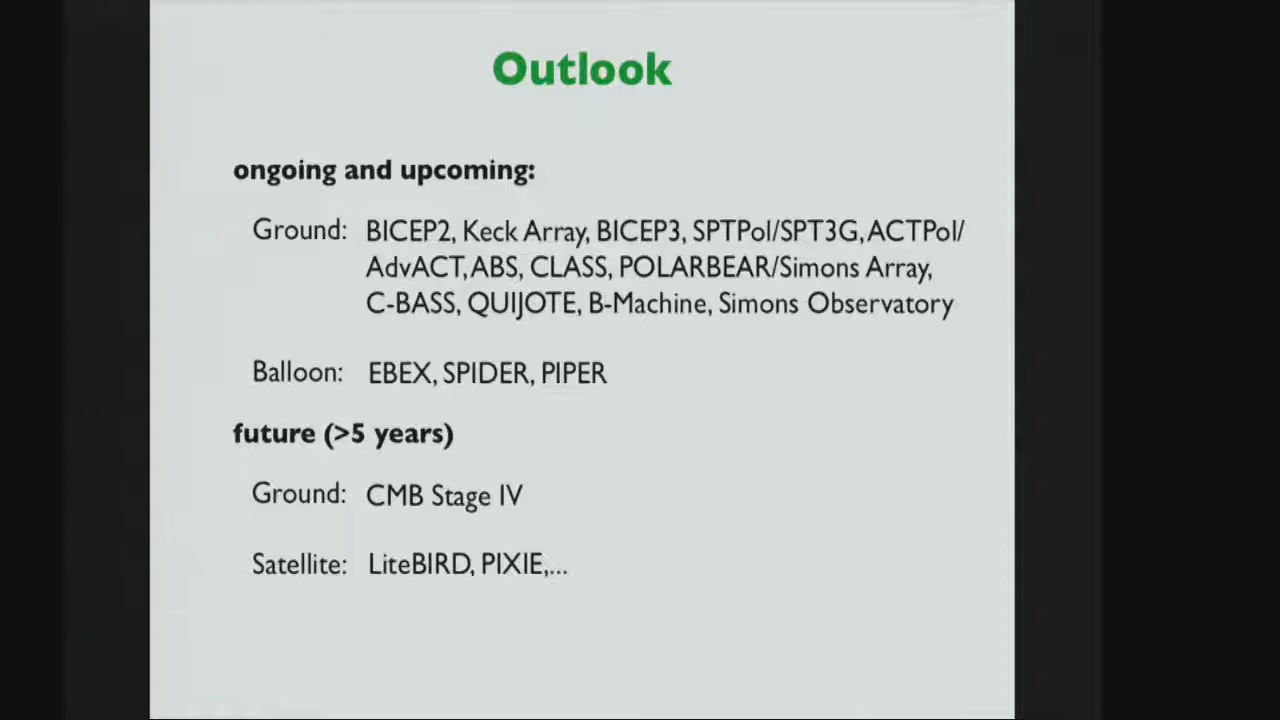 Outlook
ongoing and upcoming:
Ground: BICEP2, Keck Array, BICEP3, SPTPol/SPT3G, ACTPol/
AdvACT, ABS, CLASS, POLARBEAR/Simons Array,
C-BASS, QUIJOTE, B-Machine, Simons Observatory
Balloon: EBEX, SPIDER, PIPER
future (>5 years)
Ground: CMB Stage IV
Satellite: LiteBIRD, PIXIE,...